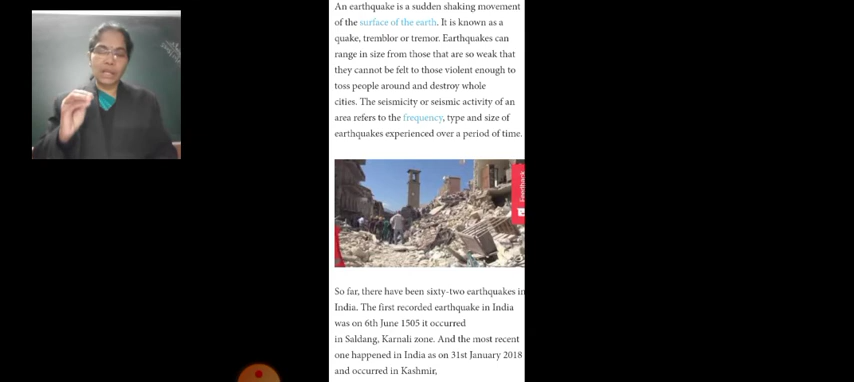 An earthquake is a sudden shaking movement
of the surface of the earth. It is known as a
quake, tremblor or tremor. Earthquakes can
range in size from those that are so weak that
they cannot be felt to those violent enough to
toss people around and destroy whole
cities. The seismicity or seismic activity of an
area refers to the frequency, type and size of
earthquakes experienced over a period of time.
Feedback
So far, there have been sixty-two earthquakes in
India. The first recorded earthquake in India
was on 6th June 1505 it occurred
in Saldang, Karnali zone. And the most recent
one happened in India as on 31st January 2018
and occurred in Kashmir,